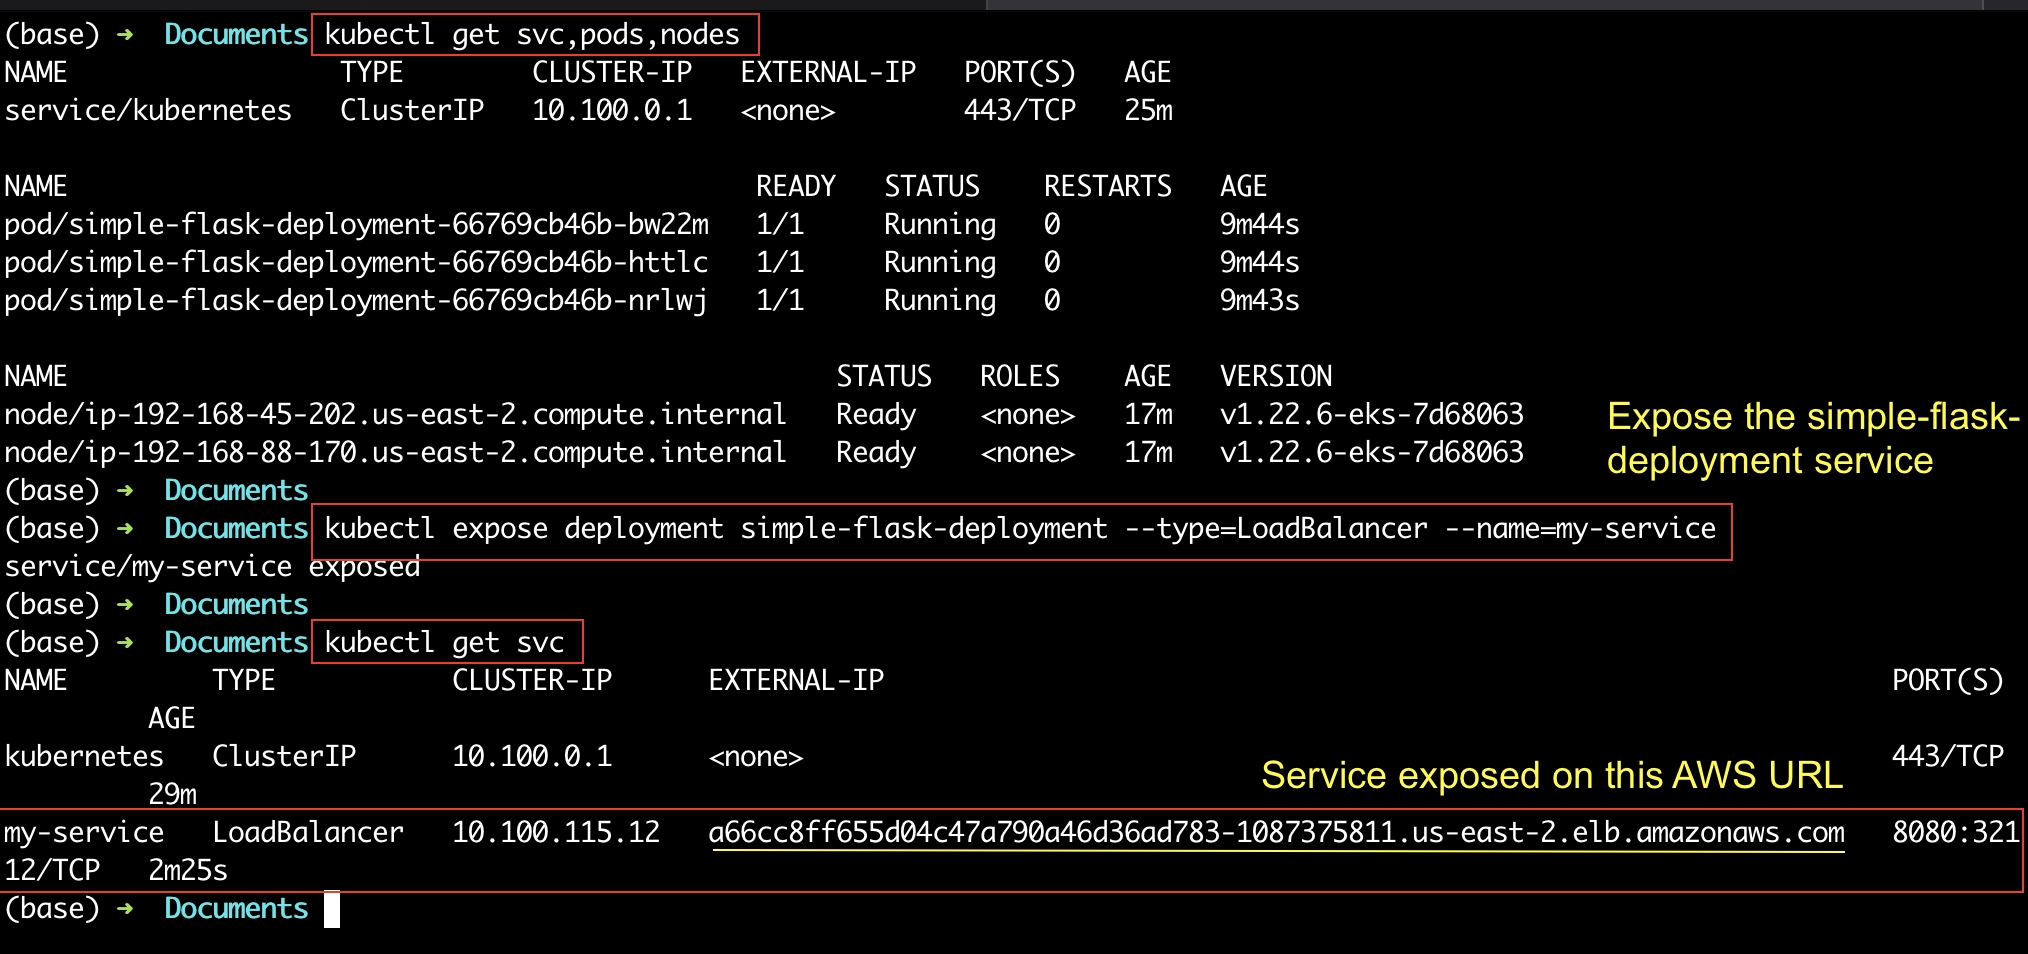 (base) → Documents kubectl get svc,pods,nodes
NAME TYPE CLUSTER-IP EXTERNAL-IP PORT(S) AGE
service/kubernetes ClusterIP 10.100.0.1 <none> 443/TCP 25m
NAME READY STATUS RESTARTS AGE
pod/simple-flask-deployment-66769cb46b-bw22m 1/1 Running 0 9m44s
pod/simple-flask-deployment-66769cb46b-httlc 1/1 Running 0 9m44s
pod/simple-flask-deployment-66769cb46b-nrlwj 1/1 Running 0 9m43s
NAME STATUS ROLES AGE VERSION
node/ip-192-168-45-202.us-east-2.compute.internal Ready <none> 17m v1.22.6-eks-7d68063
node/ip-192-168-88-170.us-east-2.compute.internal Ready <none> 17m v1.22.6-eks-7d68063
Expose the simple-flask-
deployment service
(base) → Documents
(base) → Documents kubectl expose deployment simple-flask-deployment --type=LoadBalancer --name=my-service
service/my-service exposed
(base) → Documents
(base) → Documents kubectl get svc
NAME TYPE CLUSTER-IP EXTERNAL-IP PORT(S)
AGE
kubernetes ClusterIP 10.100.0.1 <none> 443/TCP
29m
Service exposed on this AWS URL
my-service LoadBalancer 10.100.115.12 a66cc8ff655d04c47a790a46d36ad783-1087375811.us-east-2.elb.amazonaws.com 8080:321
12/TCP 2m25s
(base) → Documents